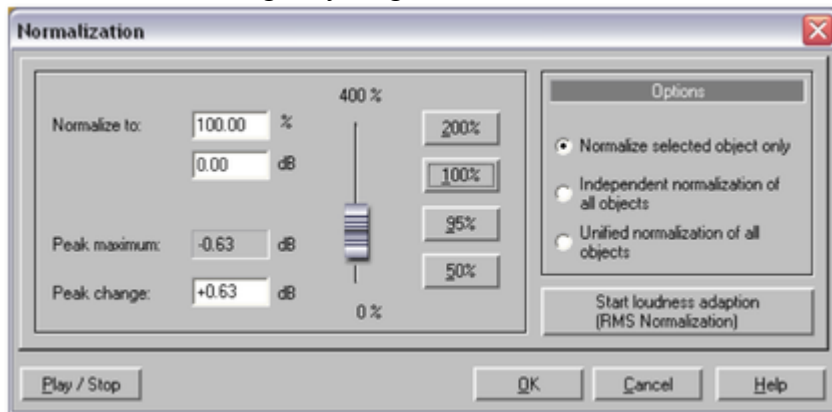 Normalization
400 %
Options
Normalize to:
100.00
%
200%
Normalize selected object only
0.00
dB
100%
Independent normalization of
all objects
95%
Unified normalization of all
objects
Peak maximum:
-0.63
dB
50%
Peak change:
+0.63
dB
0 %
Start loudness adaption
(RMS Normalization)
Play / Stop
OK
Cancel
Help